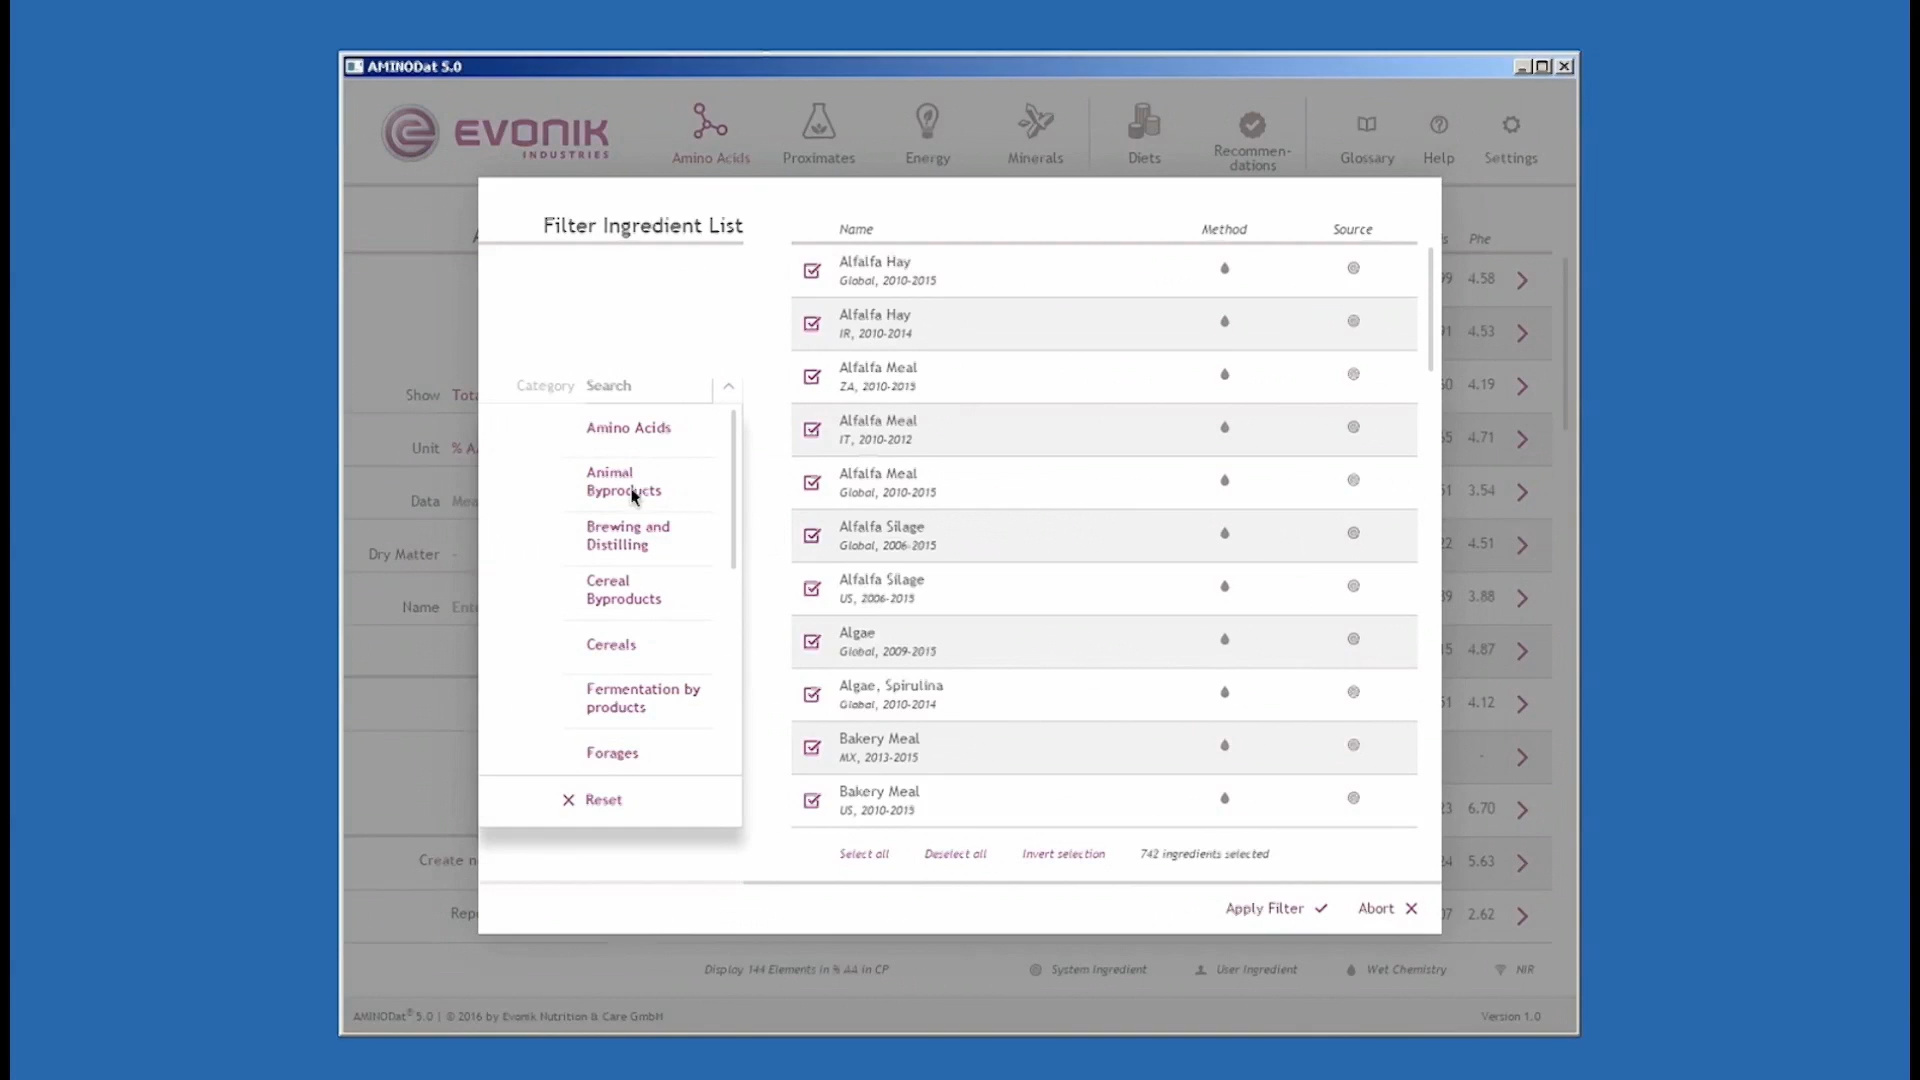 AMINODat 5.0
EVONIK
INDUSTRIES
Amino Acids
Proximates
Energy
Minerals
Diets
Recommen-
dations
Glossary
Help
Settings
Filter Ingredient List
Name Method Source
Phe
Alfalfa Hay
Global, 2010-2015
4.58
Alfalfa Hay
IR, 2010-2014
4.53
Category Search
Show
Alfalfa Meal
ZA, 2010-2015
4.19
Amino Acids
Unit
Alfalfa Meal
IT, 2010-2012
4.71
Animal
Byproducts
Data
Alfalfa Meal
Global, 2010-2015
3.54
Brewing and
Distilling
Dry Matter -
Alfalfa Silage
Global, 2006-2015
4.51
Cereal
Byproducts
Name
Alfalfa Silage
US, 2006-2015
3.88
Cereals
Algae
Global, 2009-2015
4.87
Fermentation by
products
Algae, Spirulina
Global, 2010-2014
4.12
Forages
Bakery Meal
MX, 2013-2015
-
Reset
Bakery Meal
US, 2010-2015
6.70
Create
Select all Deselect all Invert selection 742 ingredients selected
5.63
Apply Filter Abort
2.62
Display 144 Elements in % AA in CP
System Ingredient User Ingredient Wet Chemistry NIR
AMINODat® 5.0 | © 2016 by Evonik Nutrition & Care GmbH
Version 1.0